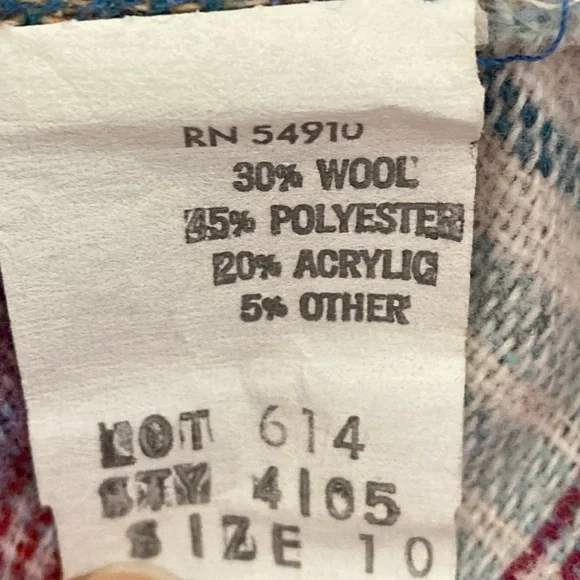 RN 54910
30% WOOL
45% POLYESTER
20% ACRYLIC
5% OTHER
LOT 614
STY 4105
SIZE 10